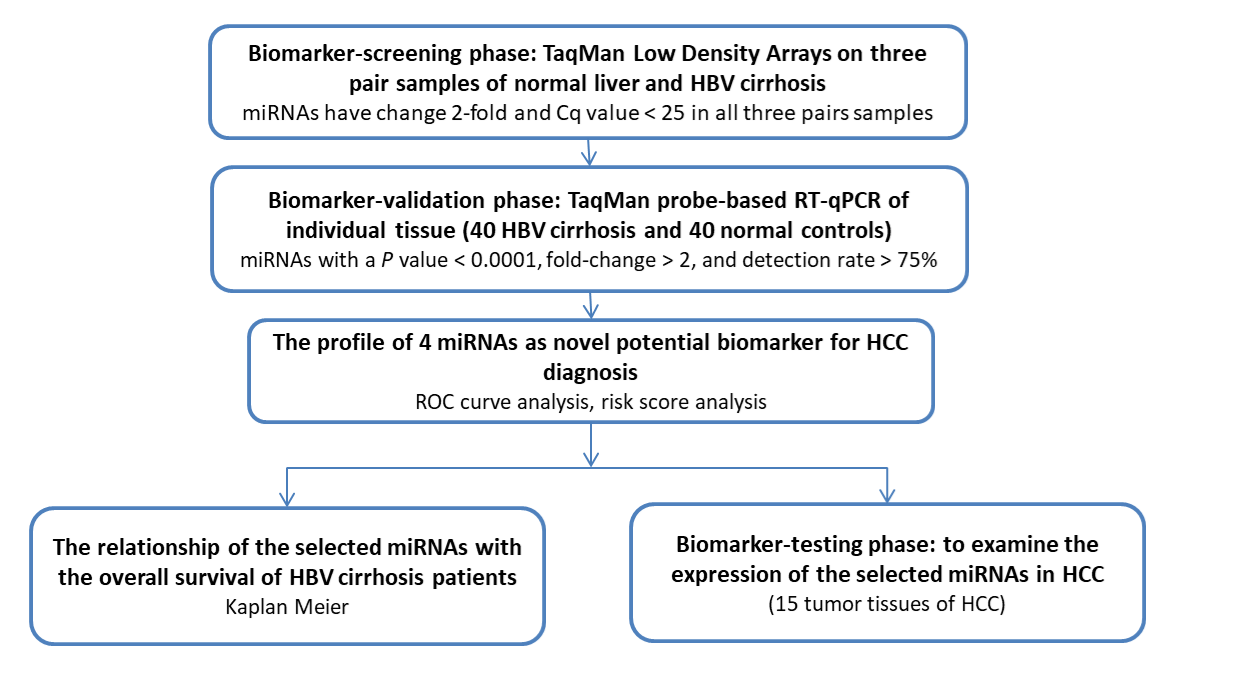 Biomarker-screening phase: TaqMan Low Density Arrays on three
pair samples of normal liver and HBV cirrhosis
miRNAs have change 2-fold and Cq value < 25 in all three pairs samples
Biomarker-validation phase: TaqMan probe-based RT-qPCR of
individual tissue (40 HBV cirrhosis and 40 normal controls)
miRNAs with a P value < 0.0001, fold-change > 2, and detection rate > 75%
The profile of 4 miRNAs as novel potential biomarker for HCC
diagnosis
ROC curve analysis, risk score analysis
The relationship of the selected miRNAs with
the overall survival of HBV cirrhosis patients
Kaplan Meier
Biomarker-testing phase: to examine the
expression of the selected miRNAs in HCC
(15 tumor tissues of HCC)